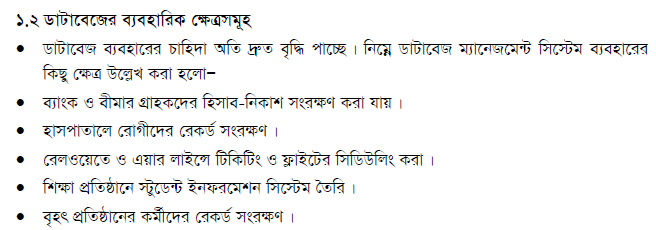 ১.২ ডাটাবেজের ব্যবহারিক ক্ষেত্রসমূহ
• ডাটাবেজ ব্যবহারের চাহিদা অতি দ্রুত বৃদ্ধি পাচ্ছে। নিম্নে ডাটাবেজ ম্যানেজমেন্ট সিস্টেম ব্যবহারের
কিছু ক্ষেত্র উল্লেখ করা হলো–
• ব্যাংক ও বীমার গ্রাহকদের হিসাব-নিকাশ সংরক্ষণ করা যায়।
• হাসপাতালে রোগীদের রেকর্ড সংরক্ষণ।
• রেলওয়েতে ও এয়ার লাইন্সে টিকিটিং ও ফ্লাইটের সিডিউলিং করা।
• শিক্ষা প্রতিষ্ঠানে স্টুডেন্ট ইনফরমেশন সিস্টেম তৈরি।
• বৃহৎ প্রতিষ্ঠানের কর্মীদের রেকর্ড সংরক্ষণ।